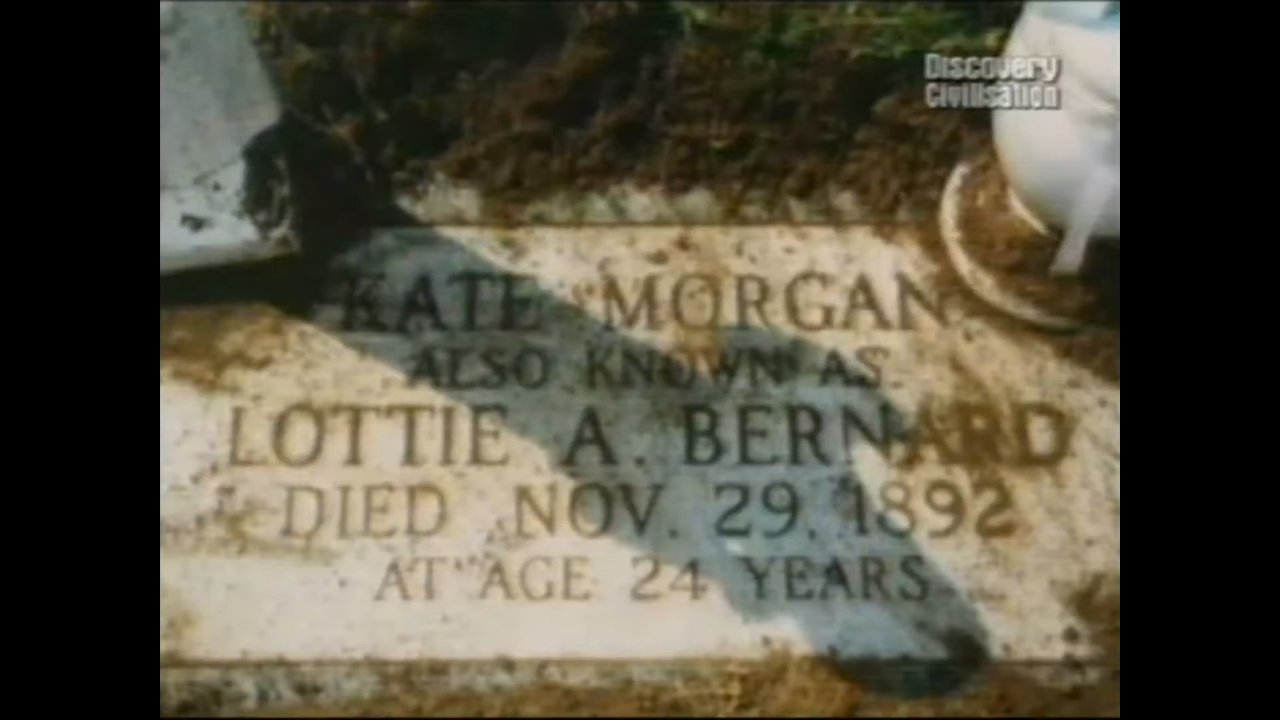 Discovery
Civilisation
KATE MORGAN
ALSO KNOWN AS
LOTTIE A. BERNARD
DIED NOV. 29, 1892
AT AGE 24 YEARS